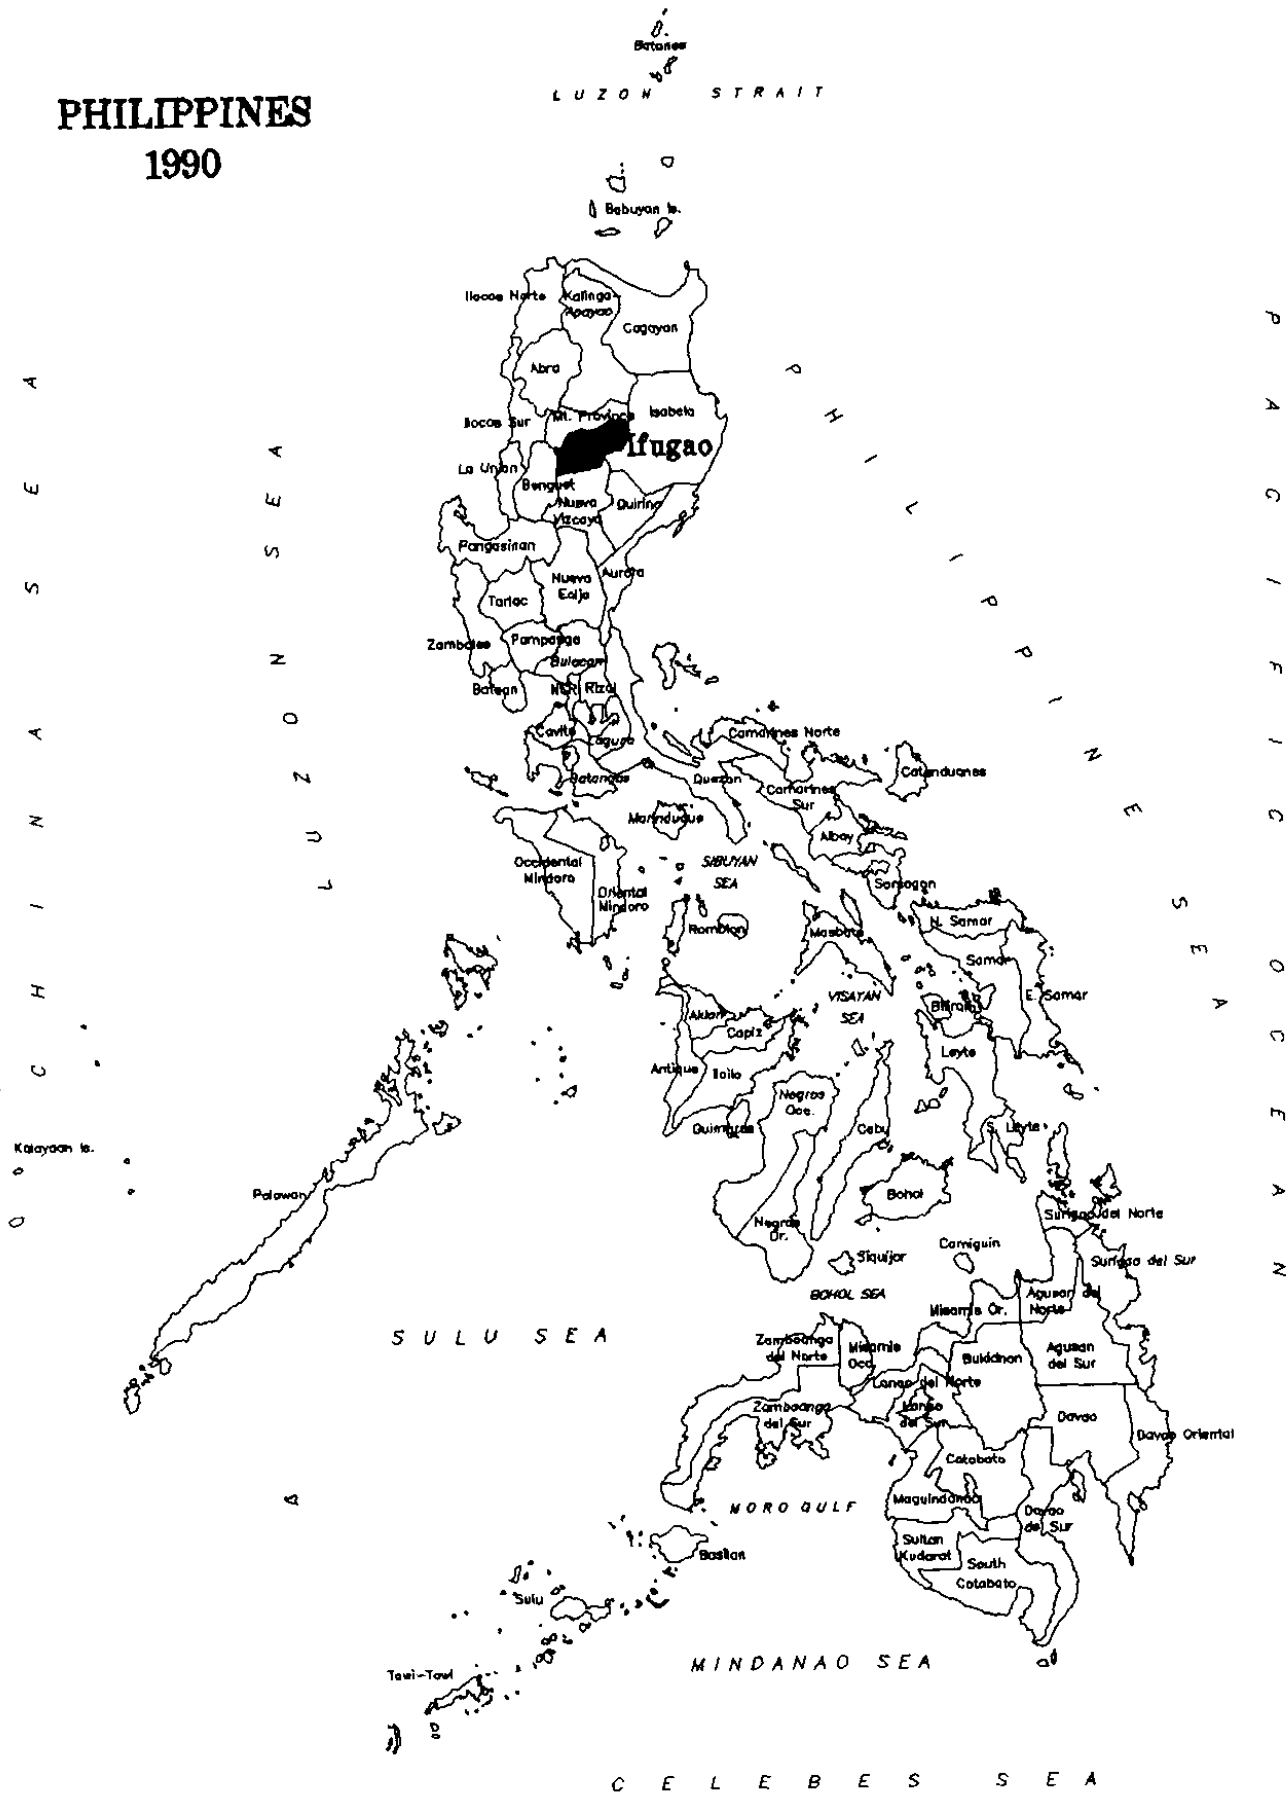 Batanes
LUZON STRAIT
PHILIPPINES
1990
Babuyan Is.
Ilocos Norte
Kalinga-
Apayao
Cagayan
Abra
Mt. Province
Isabela
Ilocos Sur
Ifugao
La Union
Benguet
Nueva
Vizcaya
Quirino
Pangasinan
Aurora
Nueva
Ecija
Tarlac
Zambales
Pampanga
Bulacan
Bataan
NCR
Rizal
Cavite
Laguna
Batangas
Camarines Norte
Quezon
Catanduanes
Camarines
Sur
Marinduque
Albay
Occidental
Mindoro
Oriental
Mindoro
SIBUYAN
SEA
Sorsogon
Romblon
Masbate
N. Samar
Samar
E. Samar
VISAYAN
SEA
Biliran
Aklan
Capiz
Antique
Iloilo
Leyte
Negros
Occ.
Guimaras
Cebu
S. Leyte
Kalayaan Is.
Palawan
Bohol
Negros
Or.
Surigao del Norte
Siquijor
Camiguin
Surigao del Sur
BOHOL SEA
Misamis Or.
Agusan del
Norte
SULU SEA
Zamboanga
del Norte
Misamis
Occ.
Bukidnon
Agusan
del Sur
Lanao del Norte
Lanao
del Sur
Zamboanga
del Sur
Davao
Davao Oriental
Cotabato
Maguindanao
MORO GULF
Davao
del Sur
Sultan
Kudarat
South
Cotabato
Basilan
Sulu
Tawi-Tawi
MINDANAO SEA
CELEBES SEA
CHINA SEA
LUZON SEA
PHILIPPINE SEA
PACIFIC OCEAN